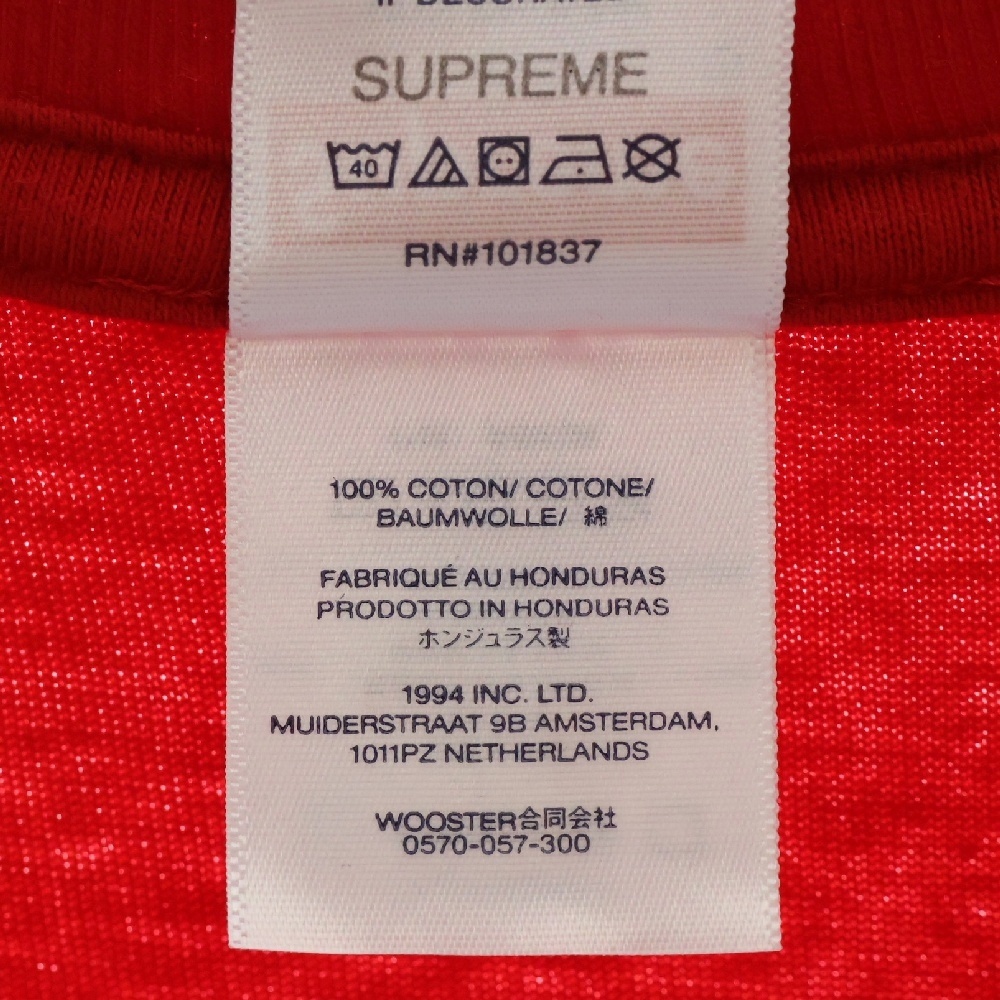 IF DECORATED
SUPREME
40
RN#101837
100% COTON/ COTONE/
BAUMWOLLE/ 綿
FABRIQUÉ AU HONDURAS
PRODOTTO IN HONDURAS
ホンジュラス製
1994 INC. LTD.
MUIDERSTRAAT 9B AMSTERDAM,
1011PZ NETHERLANDS
WOOSTER合同会社
0570-057-300